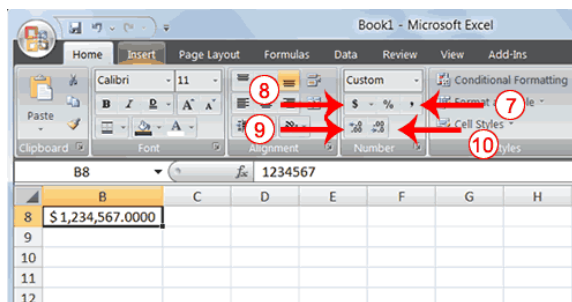 Book1 - Microsoft Excel
Home Insert Page Layout Formulas Data Review View Add-Ins
Calibri 11 Custom Conditional Formatting
8 7
Paste B I U A A $ % , Format as
9 Cell Styles
10
Clipboard Font Alignment Number
B8 fx 1234567
B C D E F G H
8 $1,234,567.0000
9
10
11
12